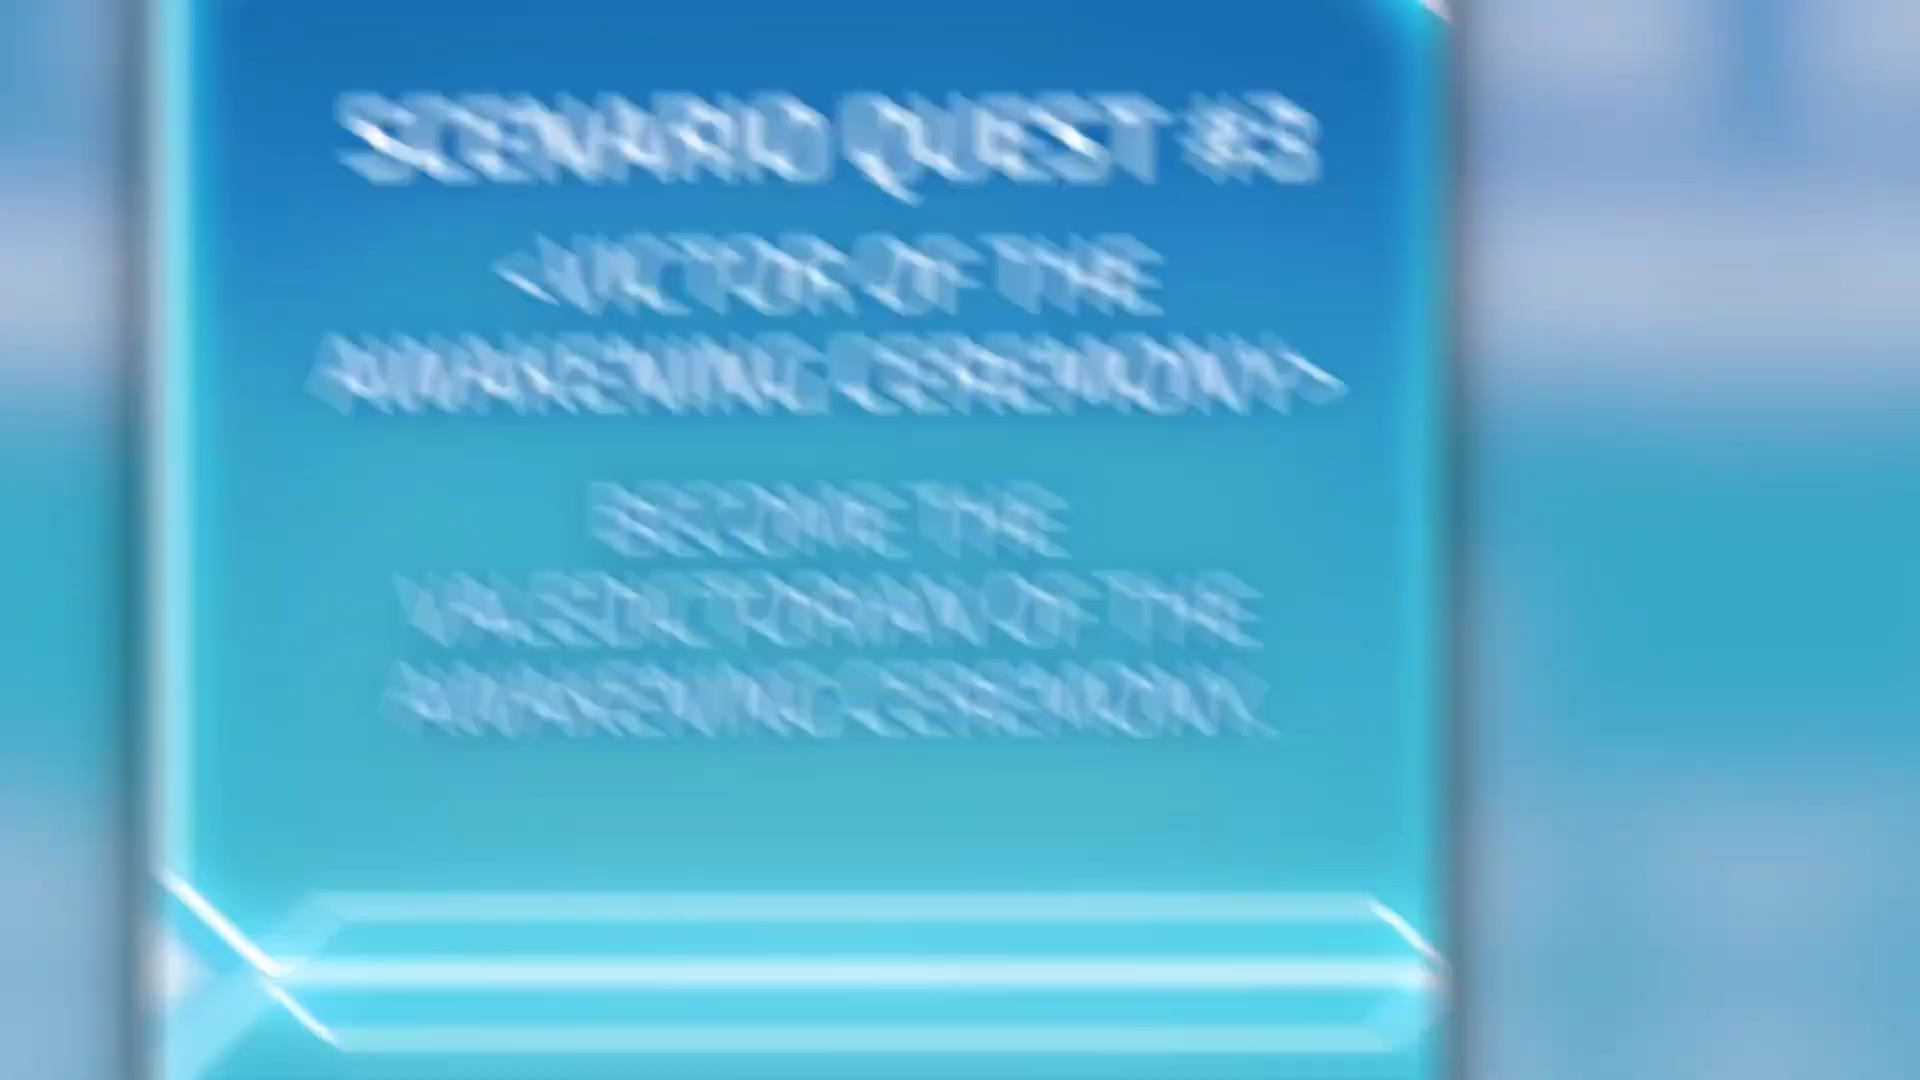 SCENARIO QUEST #3
<VICTOR OF THE
AWAKENING CEREMONY>
BECOME THE
VALEDICTORIAN OF THE
AWAKENING CEREMONY.